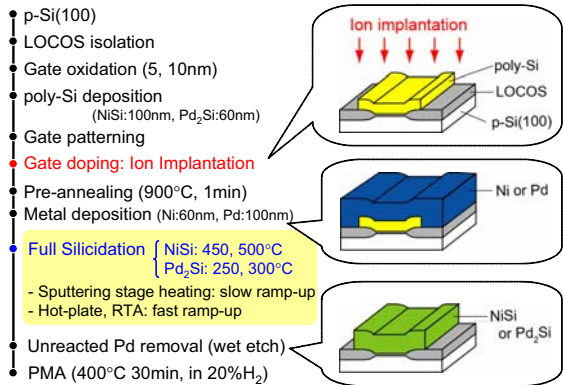 p-Si(100)
LOCOS isolation
Gate oxidation (5, 10nm)
poly-Si deposition
(NiSi:100nm, Pd2Si:60nm)
Gate patterning
Gate doping: Ion Implantation
Pre-annealing (900°C, 1min)
Metal deposition (Ni:60nm, Pd:100nm)
Full Silicidation { NiSi: 450, 500°C
Pd2Si: 250, 300°C
- Sputtering stage heating: slow ramp-up
- Hot-plate, RTA: fast ramp-up
Unreacted Pd removal (wet etch)
PMA (400°C 30min, in 20%H2)
Ion implantation
poly-Si
LOCOS
p-Si(100)
Ni or Pd
NiSi
or Pd2Si